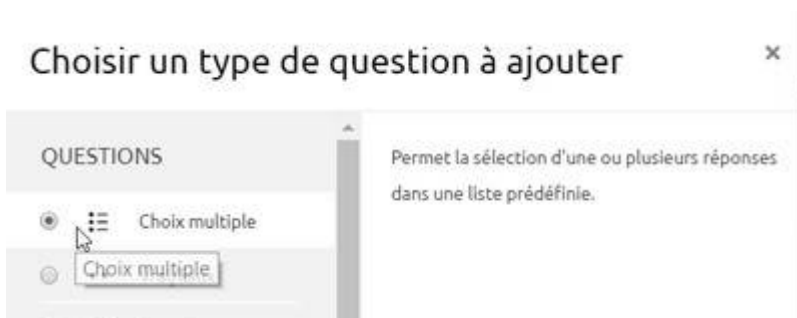 Choisir un type de question à ajouter
QUESTIONS
Choix multiple
Choix multiple
Permet la sélection d'une ou plusieurs réponses
dans une liste prédéfinie.